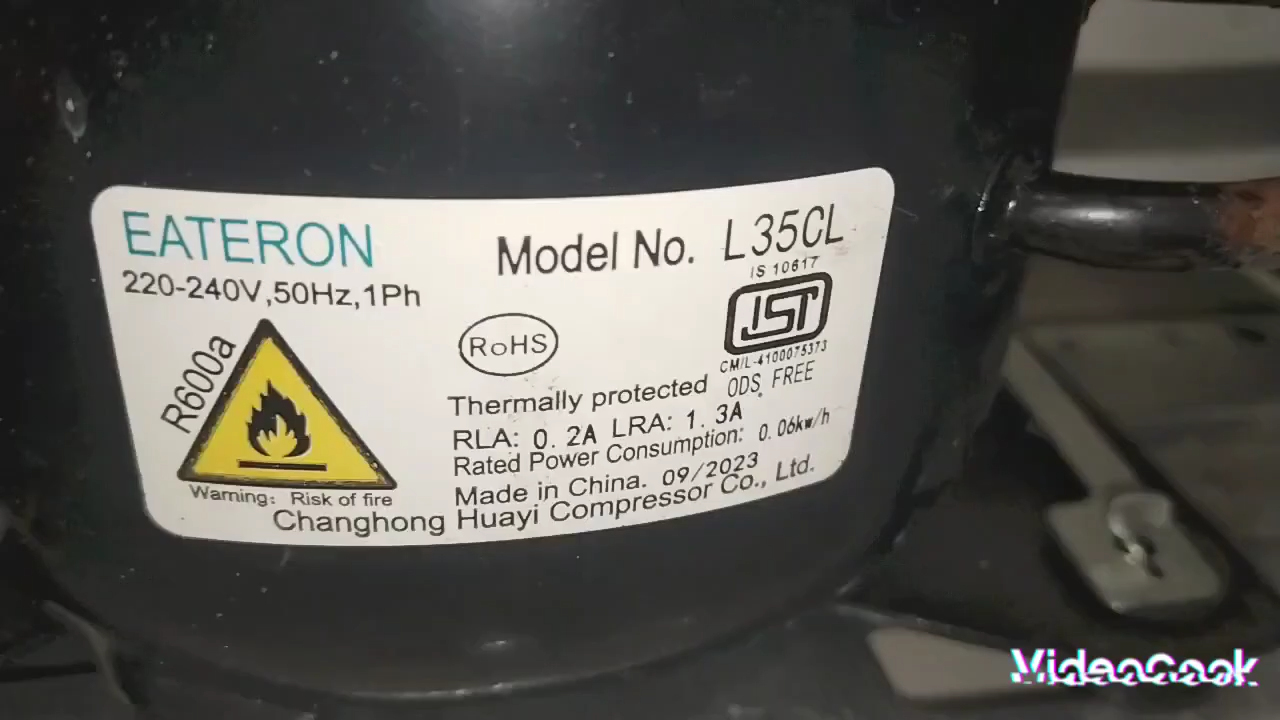 EATERON
220-240V,50Hz,1Ph
Model No. L35CL
IS 10617
ISI
CM/L-4100075373
RoHS
R600a
Thermally protected ODS FREE
RLA: 0. 2A LRA: 1. 3A
Rated Power Consumption: 0. 06kw/h
Made in China. 09/2023
Warning: Risk of fire
Changhong Huayi Compressor Co., Ltd.
VideoCook